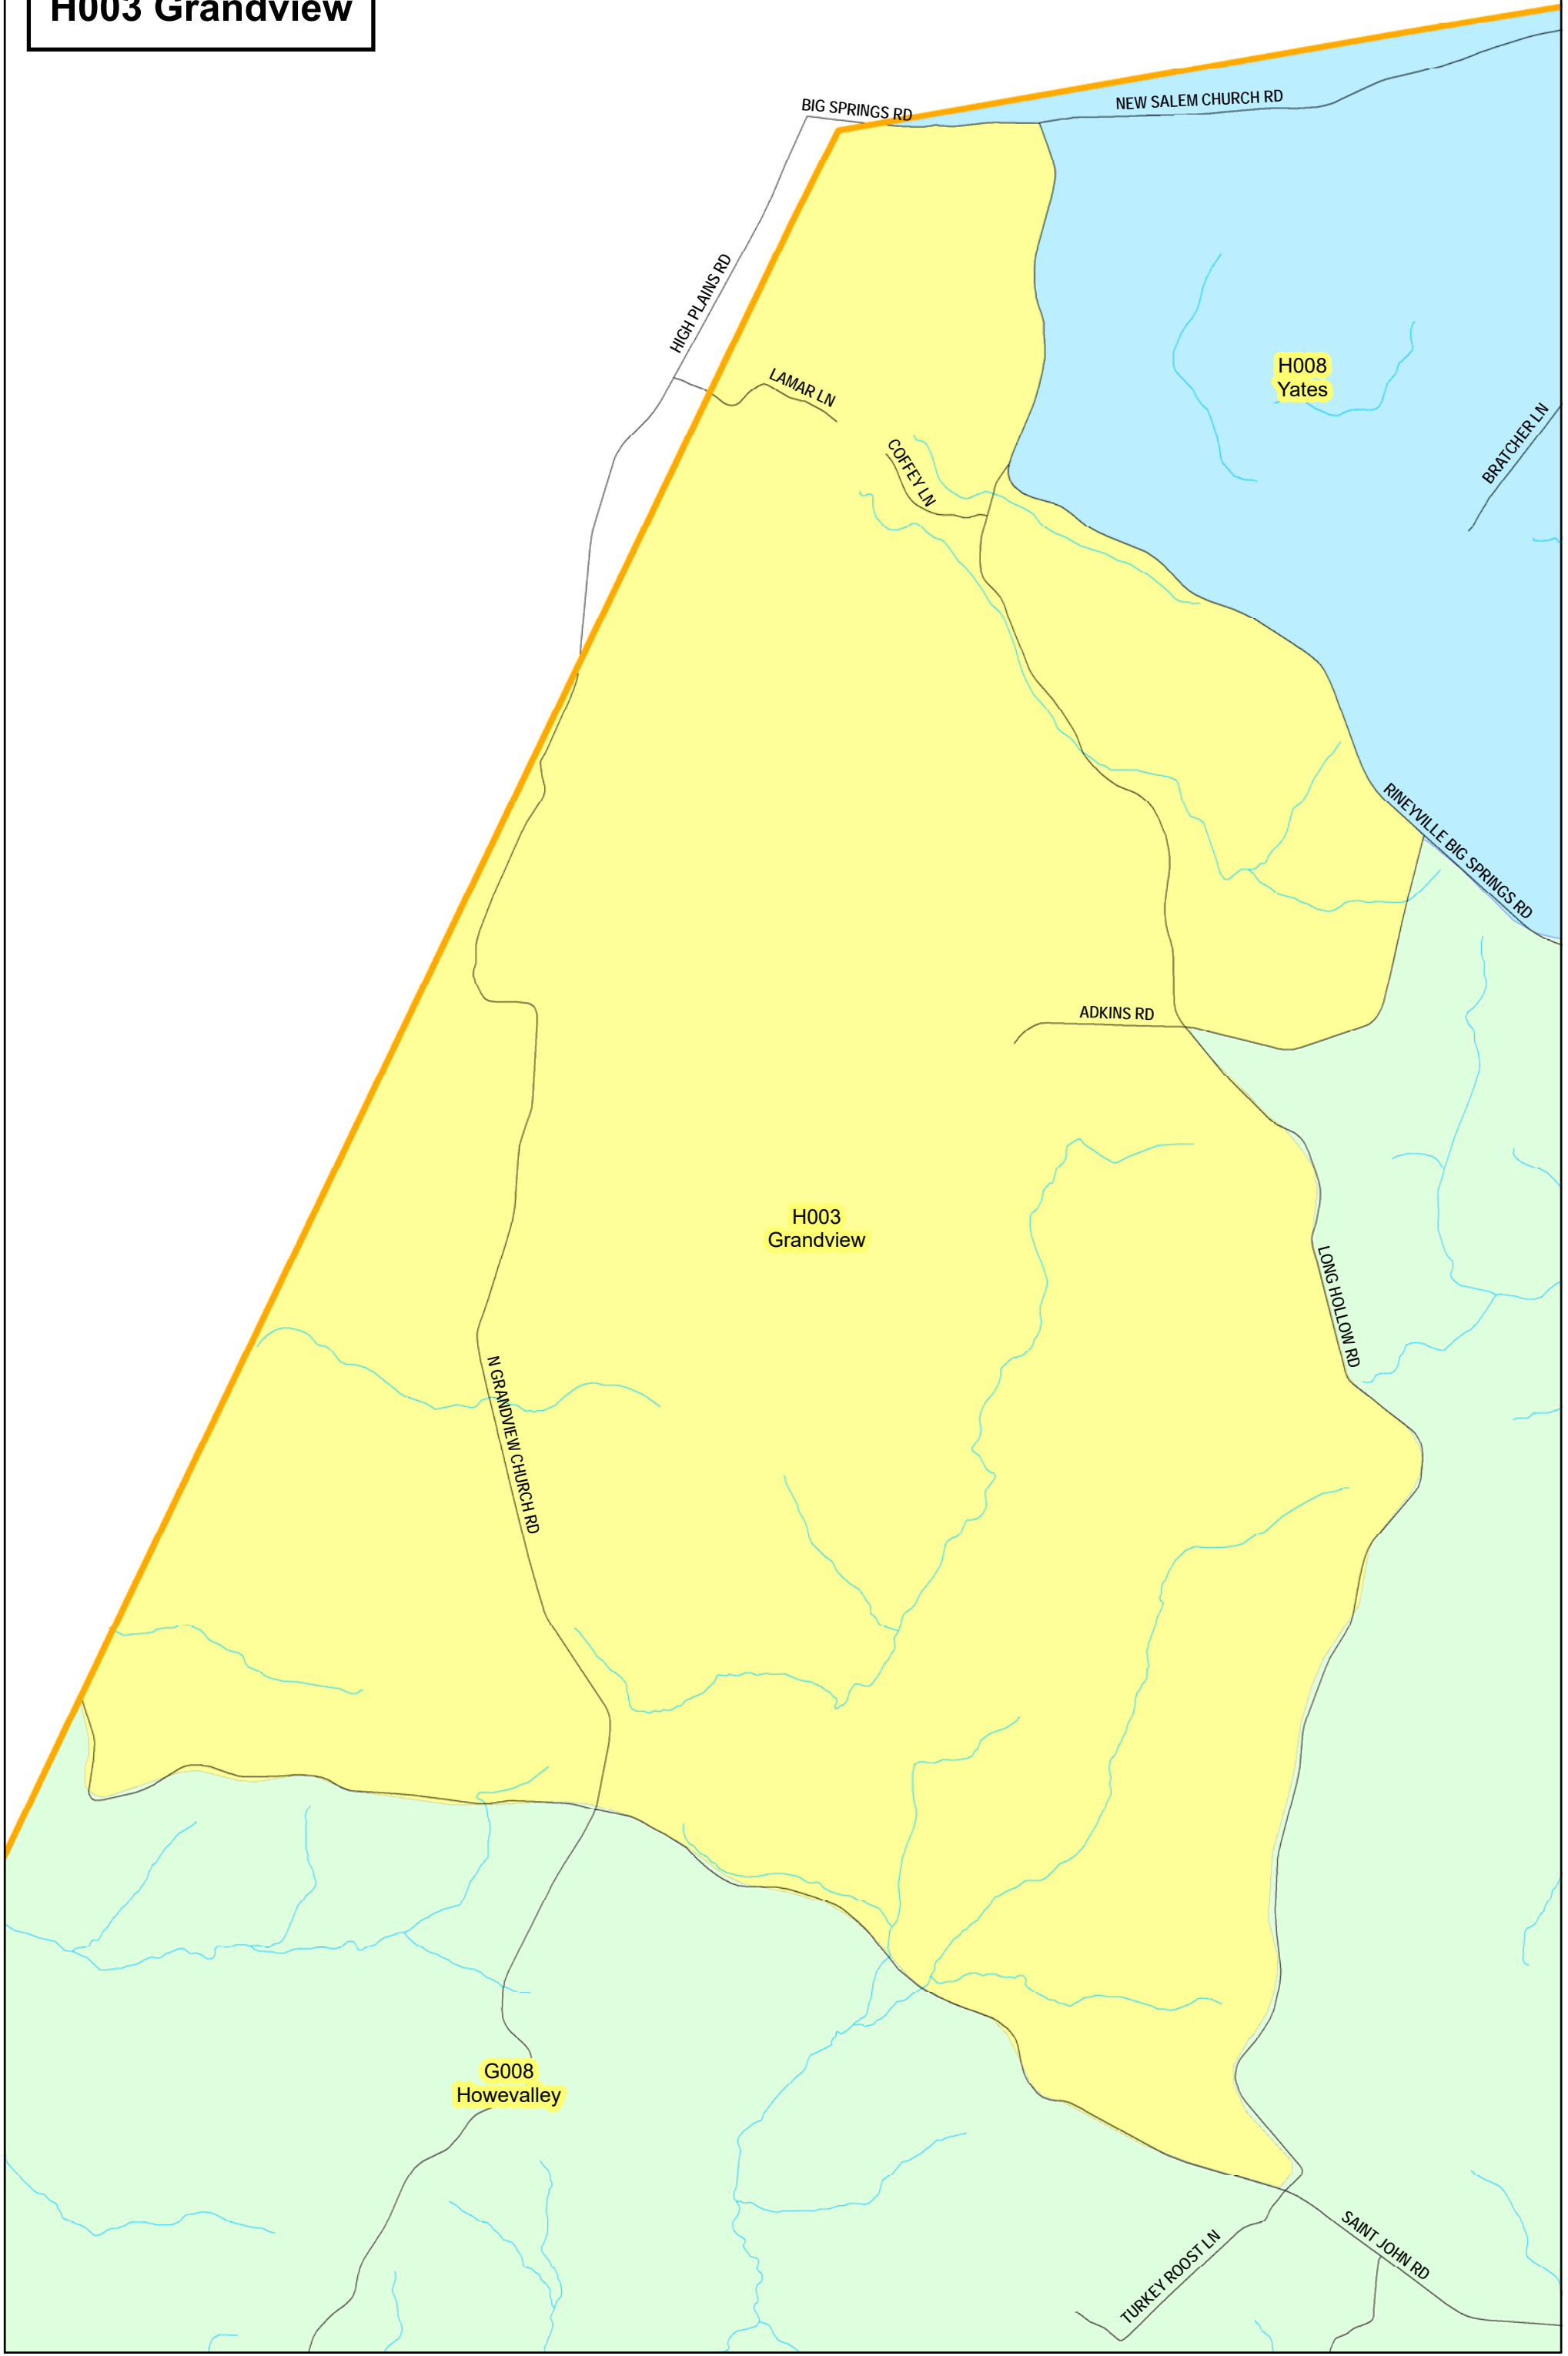 H003 Grandview
BIG SPRINGS RD
NEW SALEM CHURCH RD
HIGH PLAINS RD
LAMAR LN
H008
Yates
BRATCHER LN
COFFEY LN
RINEYVILLE BIG SPRINGS RD
ADKINS RD
H003
Grandview
LONG HOLLOW RD
N GRANDVIEW CHURCH RD
G008
Howevalley
SAINT JOHN RD
TURKEY ROOST LN